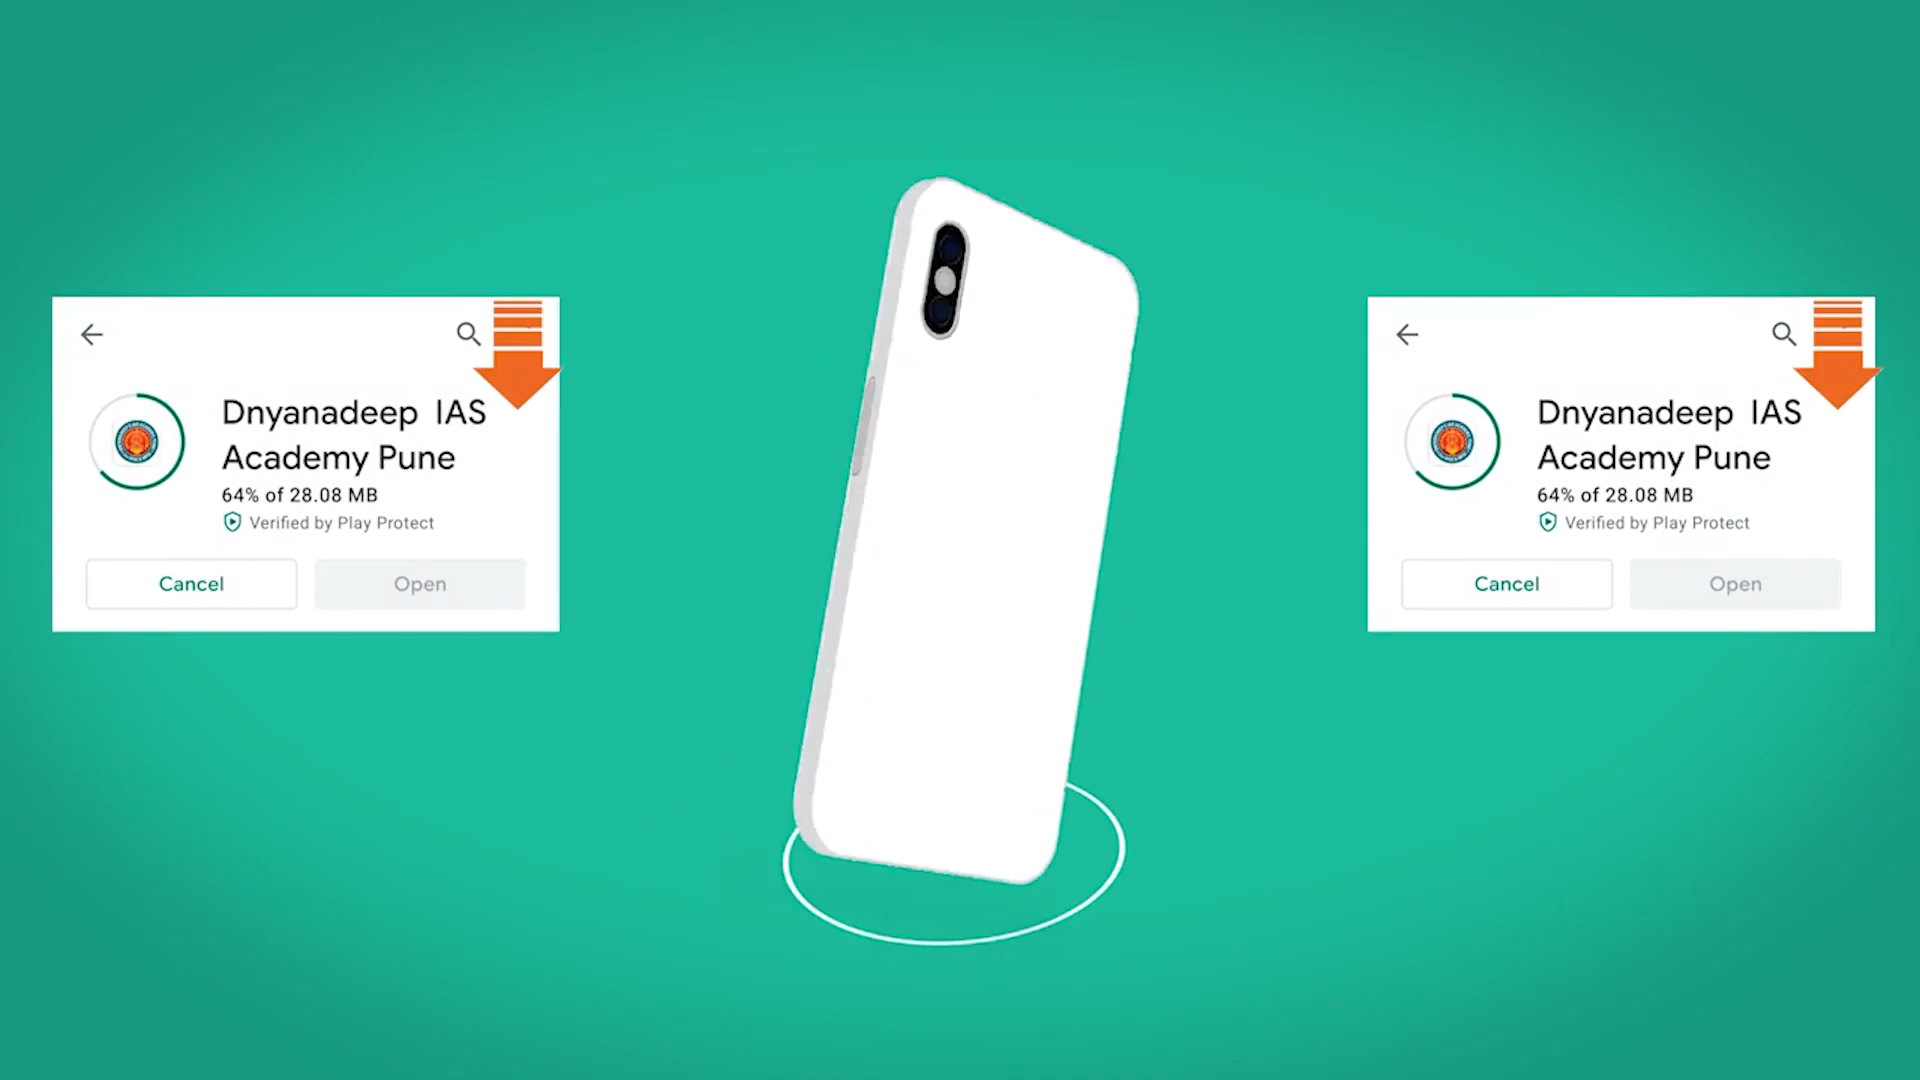 Dnyanadeep IAS
Academy Pune
64% of 28.08 MB
Verified by Play Protect
Cancel
Open
Dnyanadeep IAS
Academy Pune
64% of 28.08 MB
Verified by Play Protect
Cancel
Open